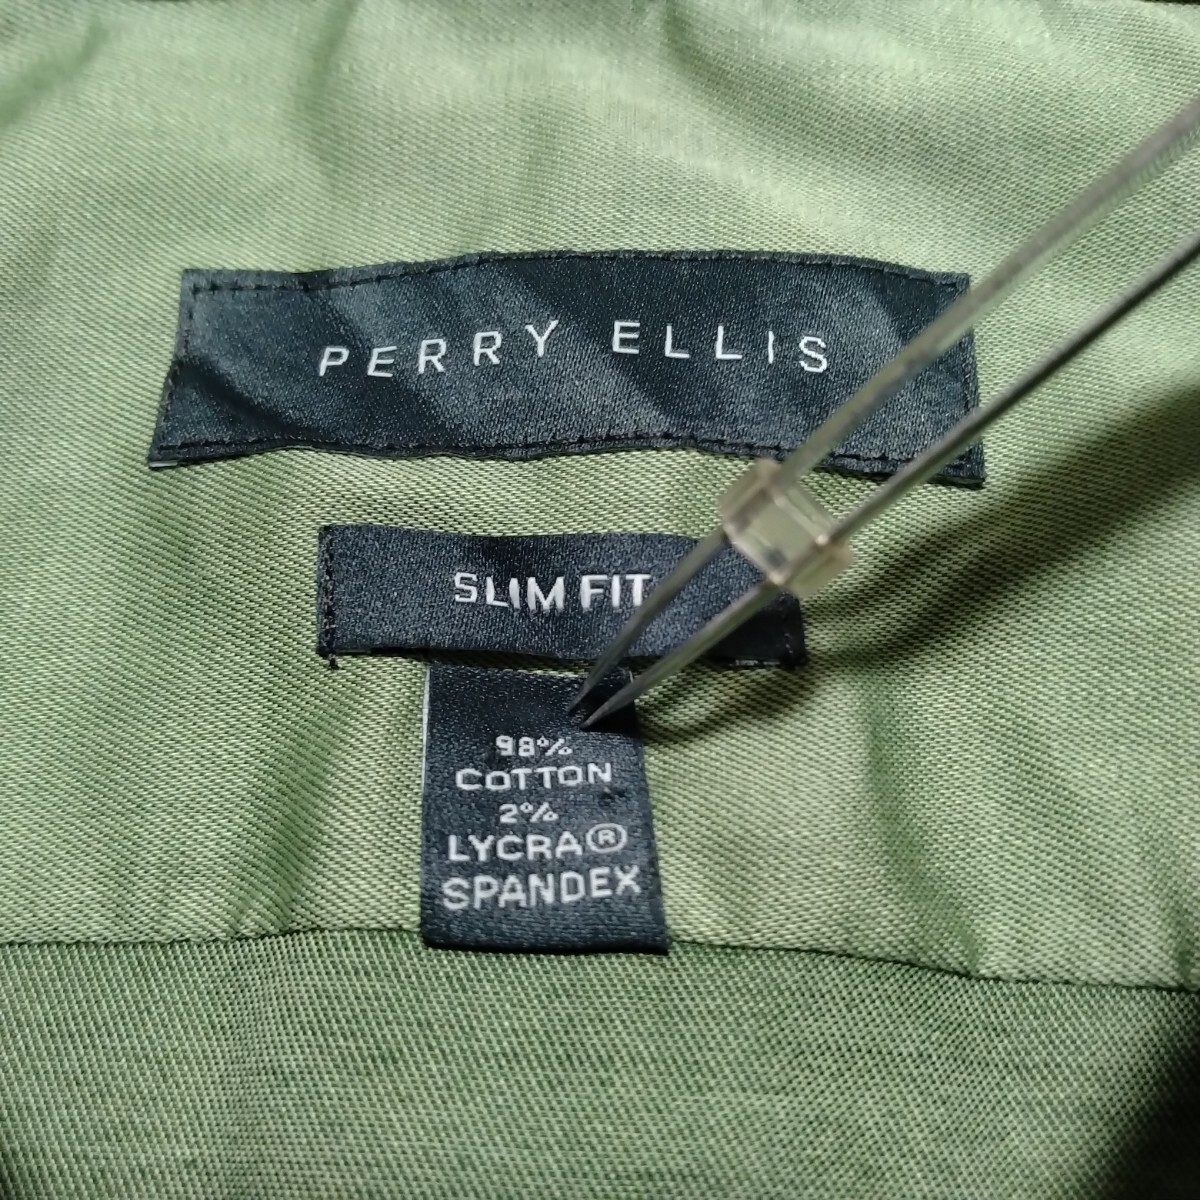 PERRY ELLIS
SLIM FIT
98%
COTTON
2%
LYCRA®
SPANDEX